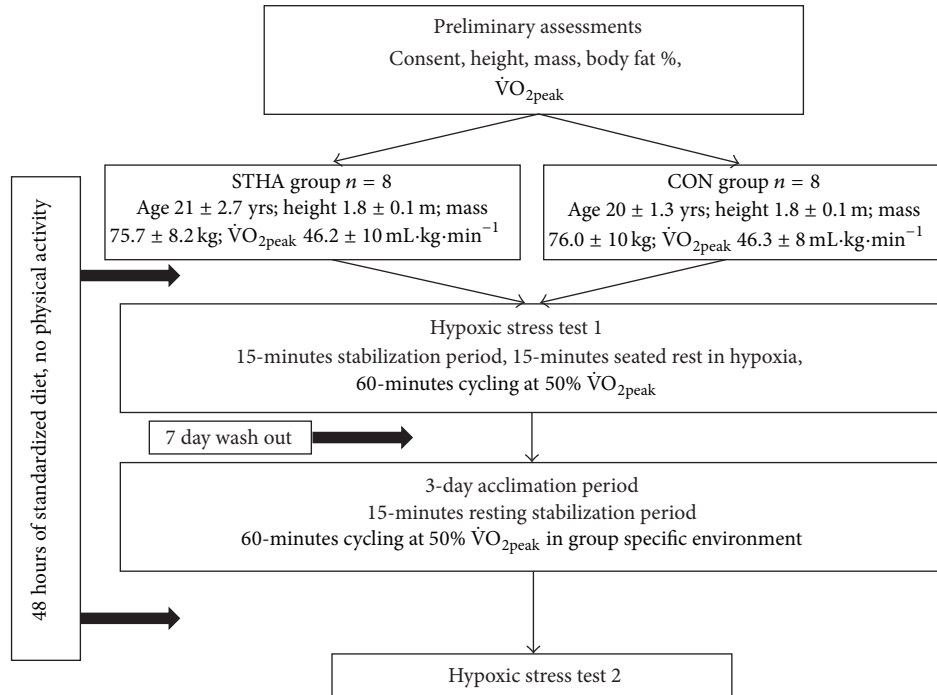 Preliminary assessments
Consent, height, mass, body fat %,
V̇O₂peak
STHA group n = 8
Age 21 ± 2.7 yrs; height 1.8 ± 0.1 m; mass
75.7 ± 8.2 kg; V̇O₂peak 46.2 ± 10 mL·kg·min⁻¹
CON group n = 8
Age 20 ± 1.3 yrs; height 1.8 ± 0.1 m; mass
76.0 ± 10 kg; V̇O₂peak 46.3 ± 8 mL·kg·min⁻¹
48 hours of standardized diet, no physical activity
Hypoxic stress test 1
15-minutes stabilization period, 15-minutes seated rest in hypoxia,
60-minutes cycling at 50% V̇O₂peak
7 day wash out
3-day acclimation period
15-minutes resting stabilization period
60-minutes cycling at 50% V̇O₂peak in group specific environment
Hypoxic stress test 2